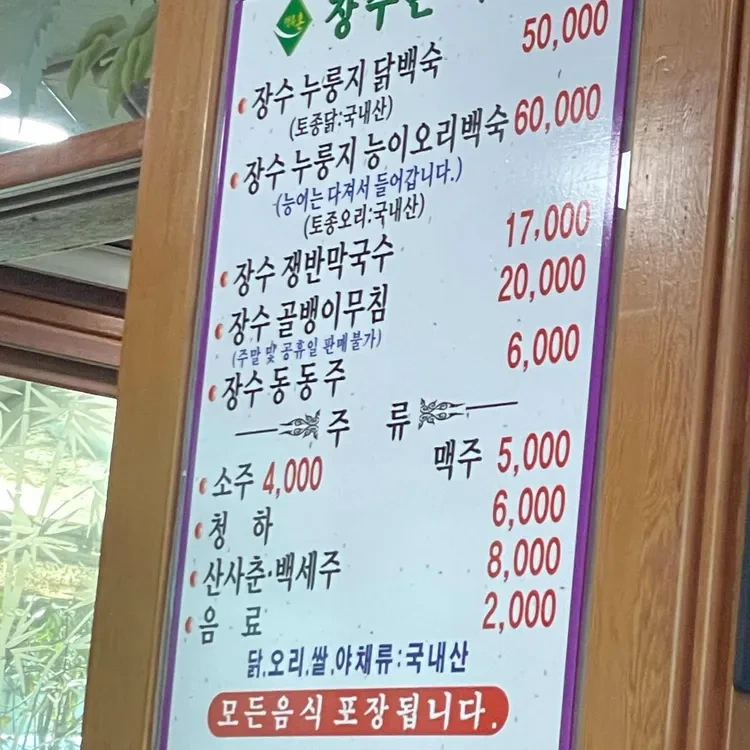 장수
장수 누룽지 닭백숙 50,000
(토종닭:국내산)
장수 누룽지 능이오리백숙 60,000
(능이는 다져서 들어갑니다.)
(토종오리:국내산)
장수 쟁반막국수 17,000
장수 골뱅이무침 20,000
(주말 및 공휴일 판매불가)
장수 동동주 6,000
주 류
소주 4,000 맥주 5,000
청 하 6,000
산사춘·백세주 8,000
음 료 2,000
닭.오리.쌀.야채류:국내산
모든음식 포장됩니다.